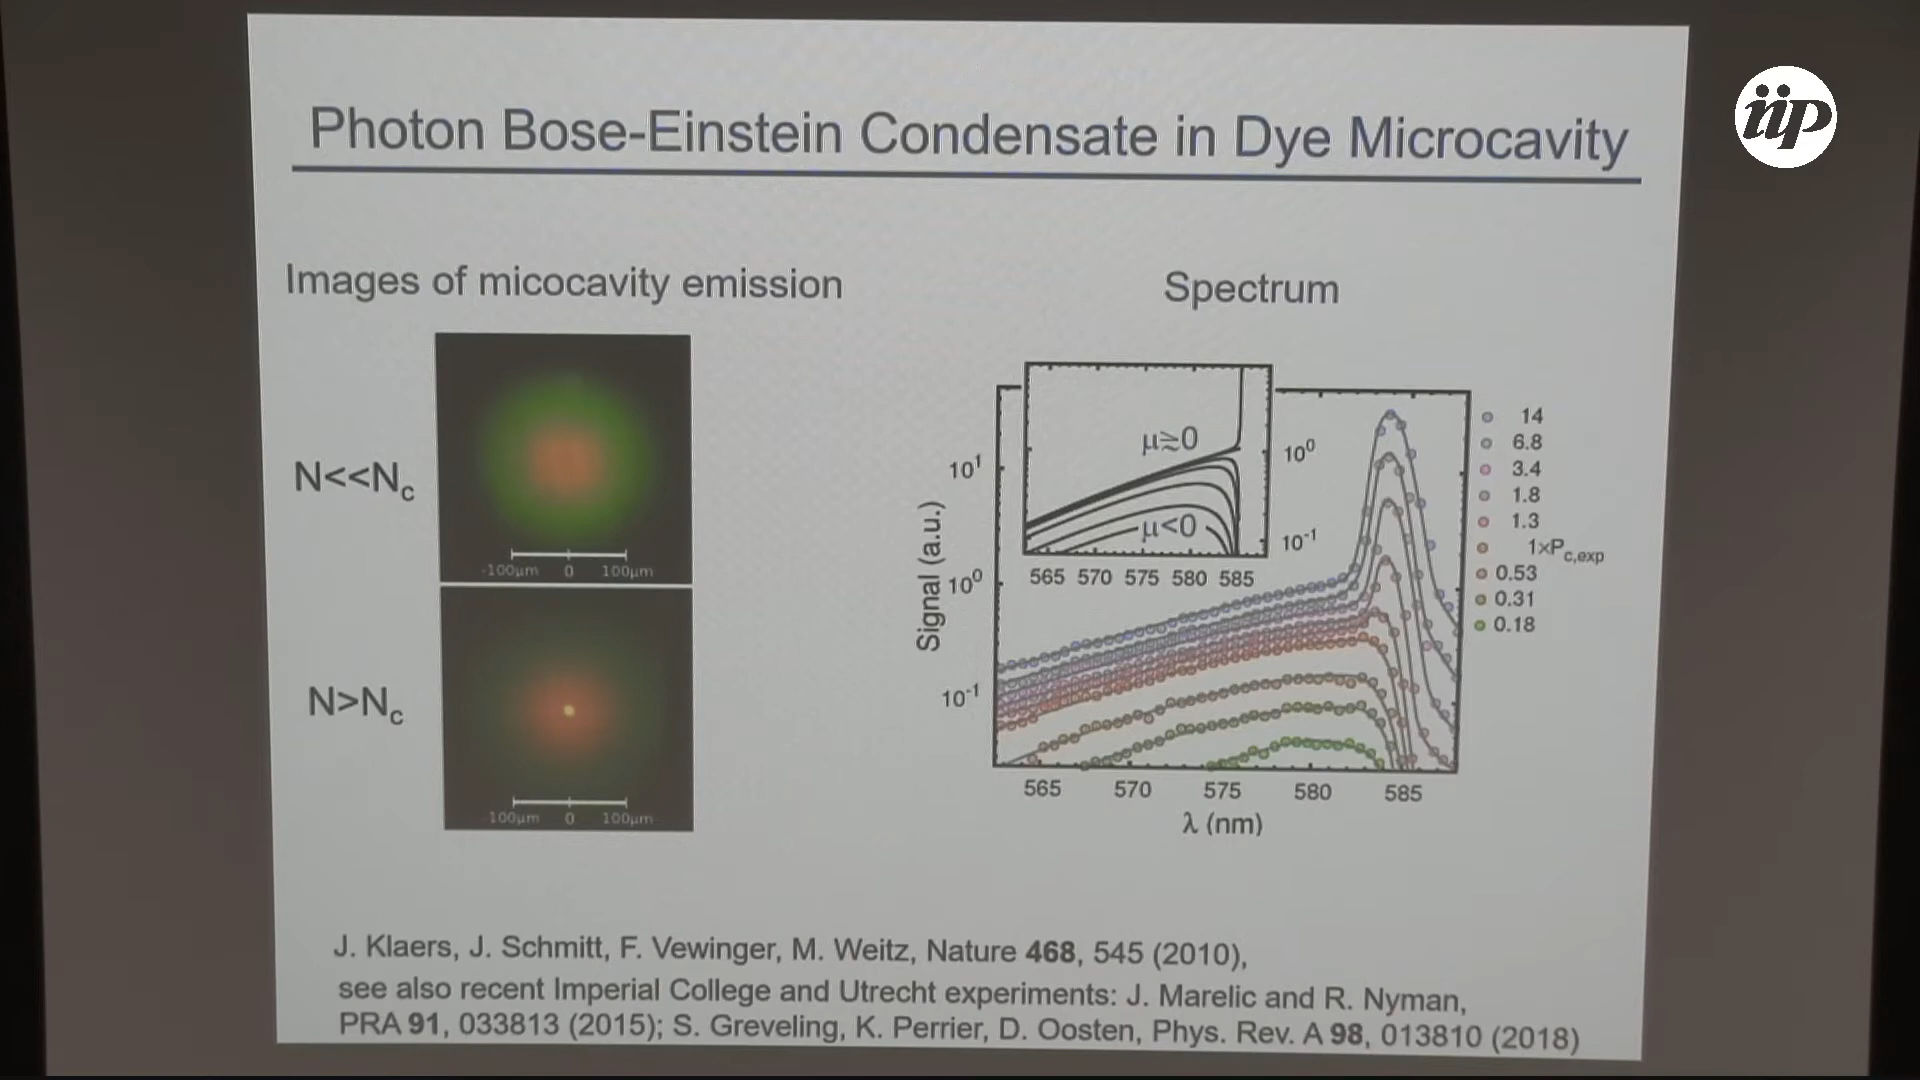 iip
Photon Bose-Einstein Condensate in Dye Microcavity
Images of micocavity emission
Spectrum
N<<Nc
-100µm 0 100µm
N>Nc
100µm 0 100µm
Signal (a.u.)
10¹
10⁰
10⁻¹
μ≳0
μ<0
10⁰
10⁻¹
565 570 575 580 585
565 570 575 580 585
λ (nm)
14
6.8
3.4
1.8
1.3
1×Pc,exp
0.53
0.31
0.18
J. Klaers, J. Schmitt, F. Vewinger, M. Weitz, Nature 468, 545 (2010),
see also recent Imperial College and Utrecht experiments: J. Marelic and R. Nyman,
PRA 91, 033813 (2015); S. Greveling, K. Perrier, D. Oosten, Phys. Rev. A 98, 013810 (2018)